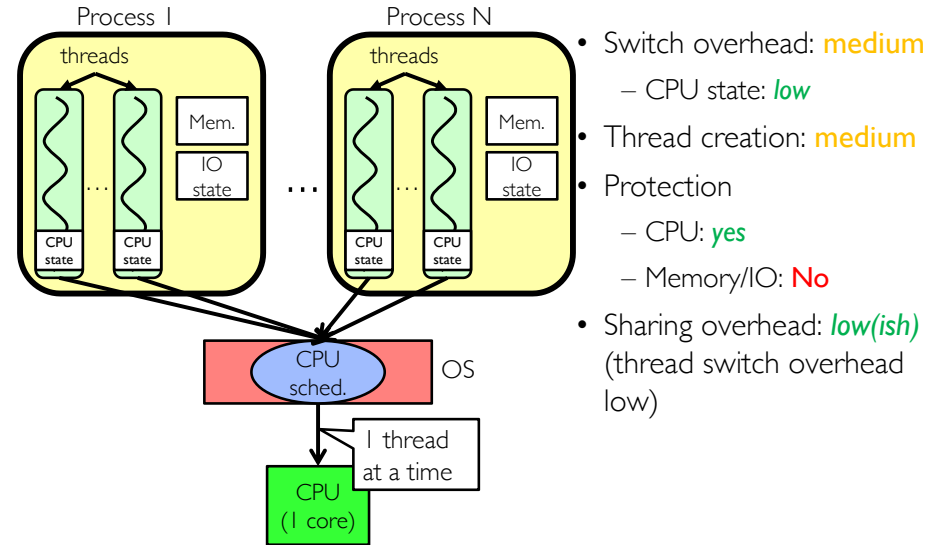 Process 1
Process N
threads
threads
Mem.
Mem.
IO
state
IO
state
...
...
...
CPU
state
CPU
state
CPU
state
CPU
state
CPU
sched.
OS
1 thread
at a time
CPU
(1 core)
• Switch overhead: medium
– CPU state: low
• Thread creation: medium
• Protection
– CPU: yes
– Memory/IO: No
• Sharing overhead: low(ish)
(thread switch overhead
low)